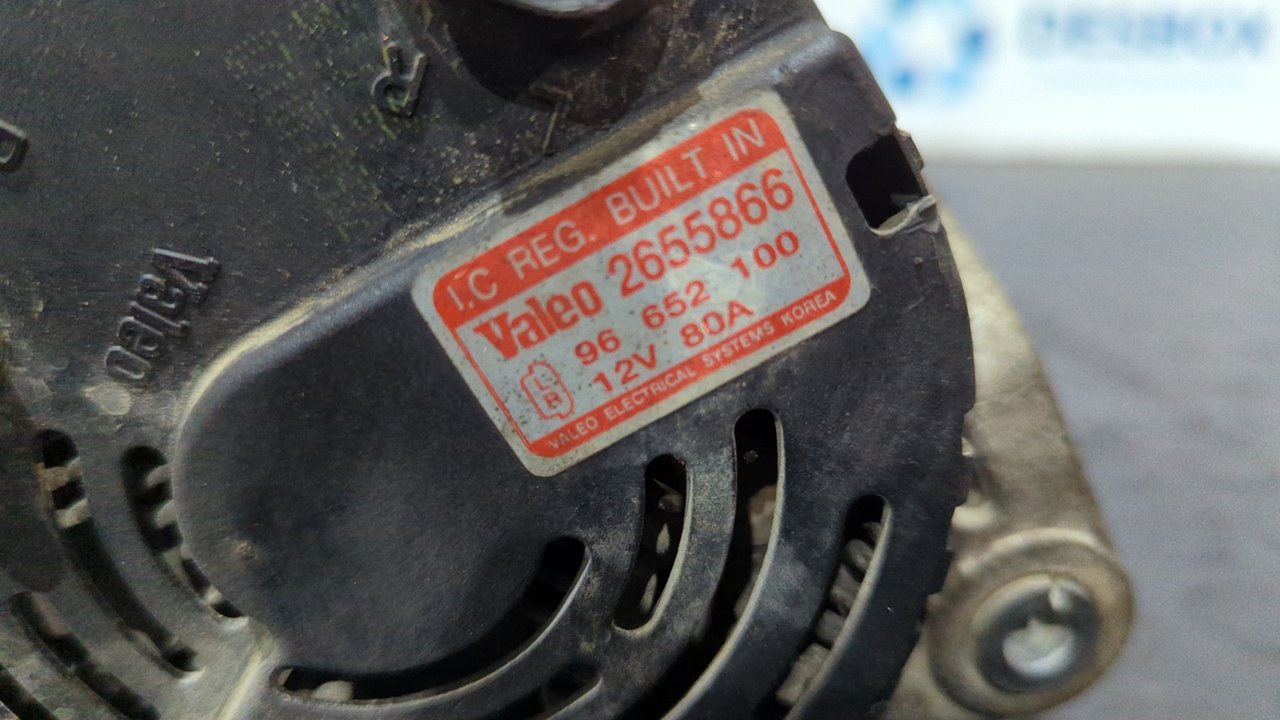 R
I.C REG. BUILT IN
Valeo 2655866
96 652 100
L
R
12V 80A
VALEO ELECTRICAL SYSTEMS KOREA
Valeo